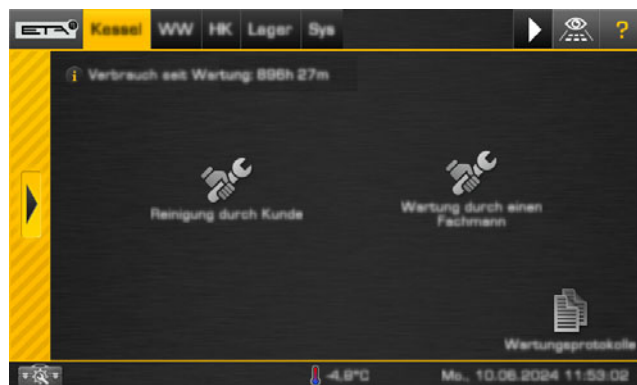 ETA
Kessel WW HK Lager Sys
?
i Verbrauch seit Wartung: 896h 27m
Reinigung durch Kunde
Wartung durch einen
Fachmann
Wartungsprotokolle
-4.8°C Mo., 10.06.2024 11:53:02